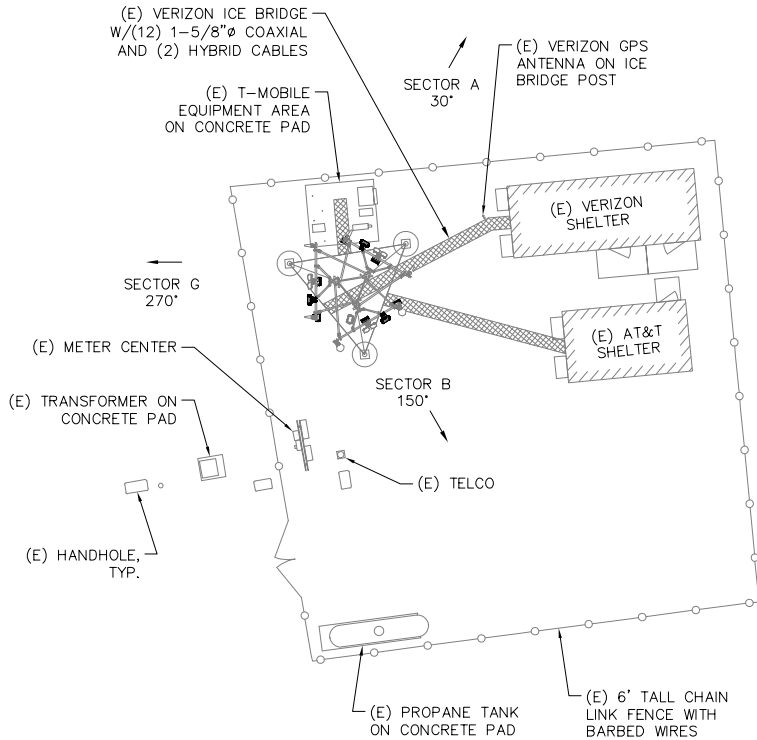 (E) VERIZON ICE BRIDGE
W/(12) 1-5/8"ø COAXIAL
AND (2) HYBRID CABLES
(E) VERIZON GPS
ANTENNA ON ICE
BRIDGE POST
SECTOR A
30°
(E) T-MOBILE
EQUIPMENT AREA
ON CONCRETE PAD
(E) VERIZON
SHELTER
SECTOR G
270°
(E) METER CENTER
(E) AT&T
SHELTER
(E) TRANSFORMER ON
CONCRETE PAD
SECTOR B
150°
(E) TELCO
(E) HANDHOLE,
TYP.
(E) PROPANE TANK
ON CONCRETE PAD
(E) 6' TALL CHAIN
LINK FENCE WITH
BARBED WIRES